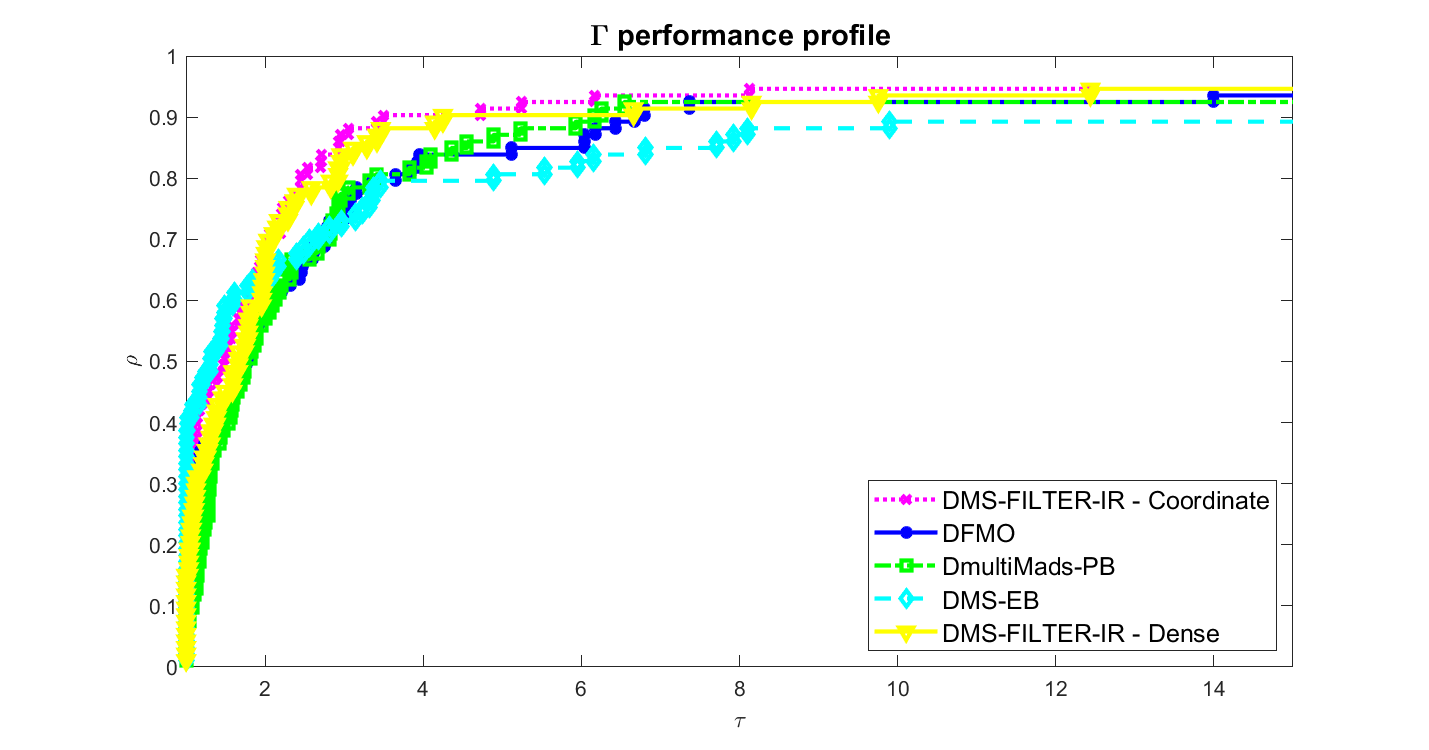 Γ performance profile
1
0.9
0.8
0.7
0.6
0.5
0.4
0.3
0.2
0.1
0
ρ
2 4 6 8 10 12 14
τ
DMS-FILTER-IR - Coordinate
DFMO
DmultiMads-PB
DMS-EB
DMS-FILTER-IR - Dense